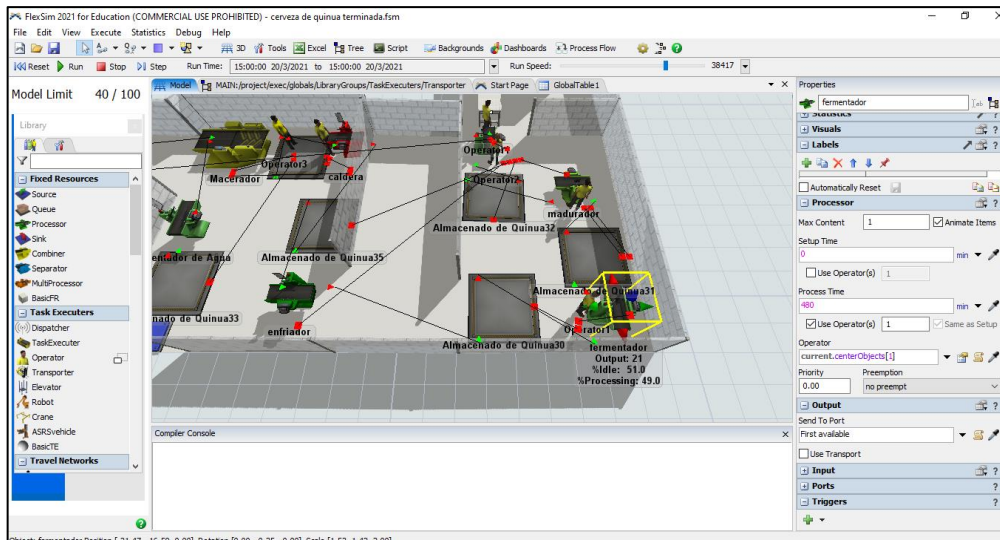 FlexSim 2021 for Education (COMMERCIAL USE PROHIBITED) - cerveza de quinua terminada.fsm
File Edit View Execute Statistics Debug Help
3D Tools Excel Tree Script Backgrounds Dashboards Process Flow
Reset Run Stop Step Run Time: 15:00:00 20/3/2021 to 15:00:00 20/3/2021 Run Speed: 38417
Model Limit 40 / 100
Library
Fixed Resources
Source
Queue
Processor
Sink
Combiner
Separator
MultiProcessor
BasicFR
Task Executers
Dispatcher
TaskExecuter
Operator
Transporter
Elevator
Robot
Crane
ASRSvehicle
BasicTE
Travel Networks
Model MAIN:/project/exec/globals/LibraryGroups/TaskExecuters/Transporter Start Page GlobalTable1
Operator3
Macerador caldera
Operator1
Operator2
madurador
Almacenado de Quinua32
entador de Agua Almacenado de Quinua35
Almacenado de Quinua31
nado de Quinua33
enfriador
Operator1
Almacenado de Quinua30
fermentador
Output: 21
%Idle: 51.0
%Processing: 49.0
Compiler Console
Properties
fermentador
Statistics
Visuals
Labels
Automatically Reset
Processor
Max Content 1 Animate Items
Setup Time
0 min
Use Operator(s) 1
Process Time
480 min
Use Operator(s) 1 Same as Setup
Operator
current.centerObjects[1]
Priority Preemption
0.00 no preempt
Output
Send To Port
First available
Use Transport
Input
Ports
Triggers